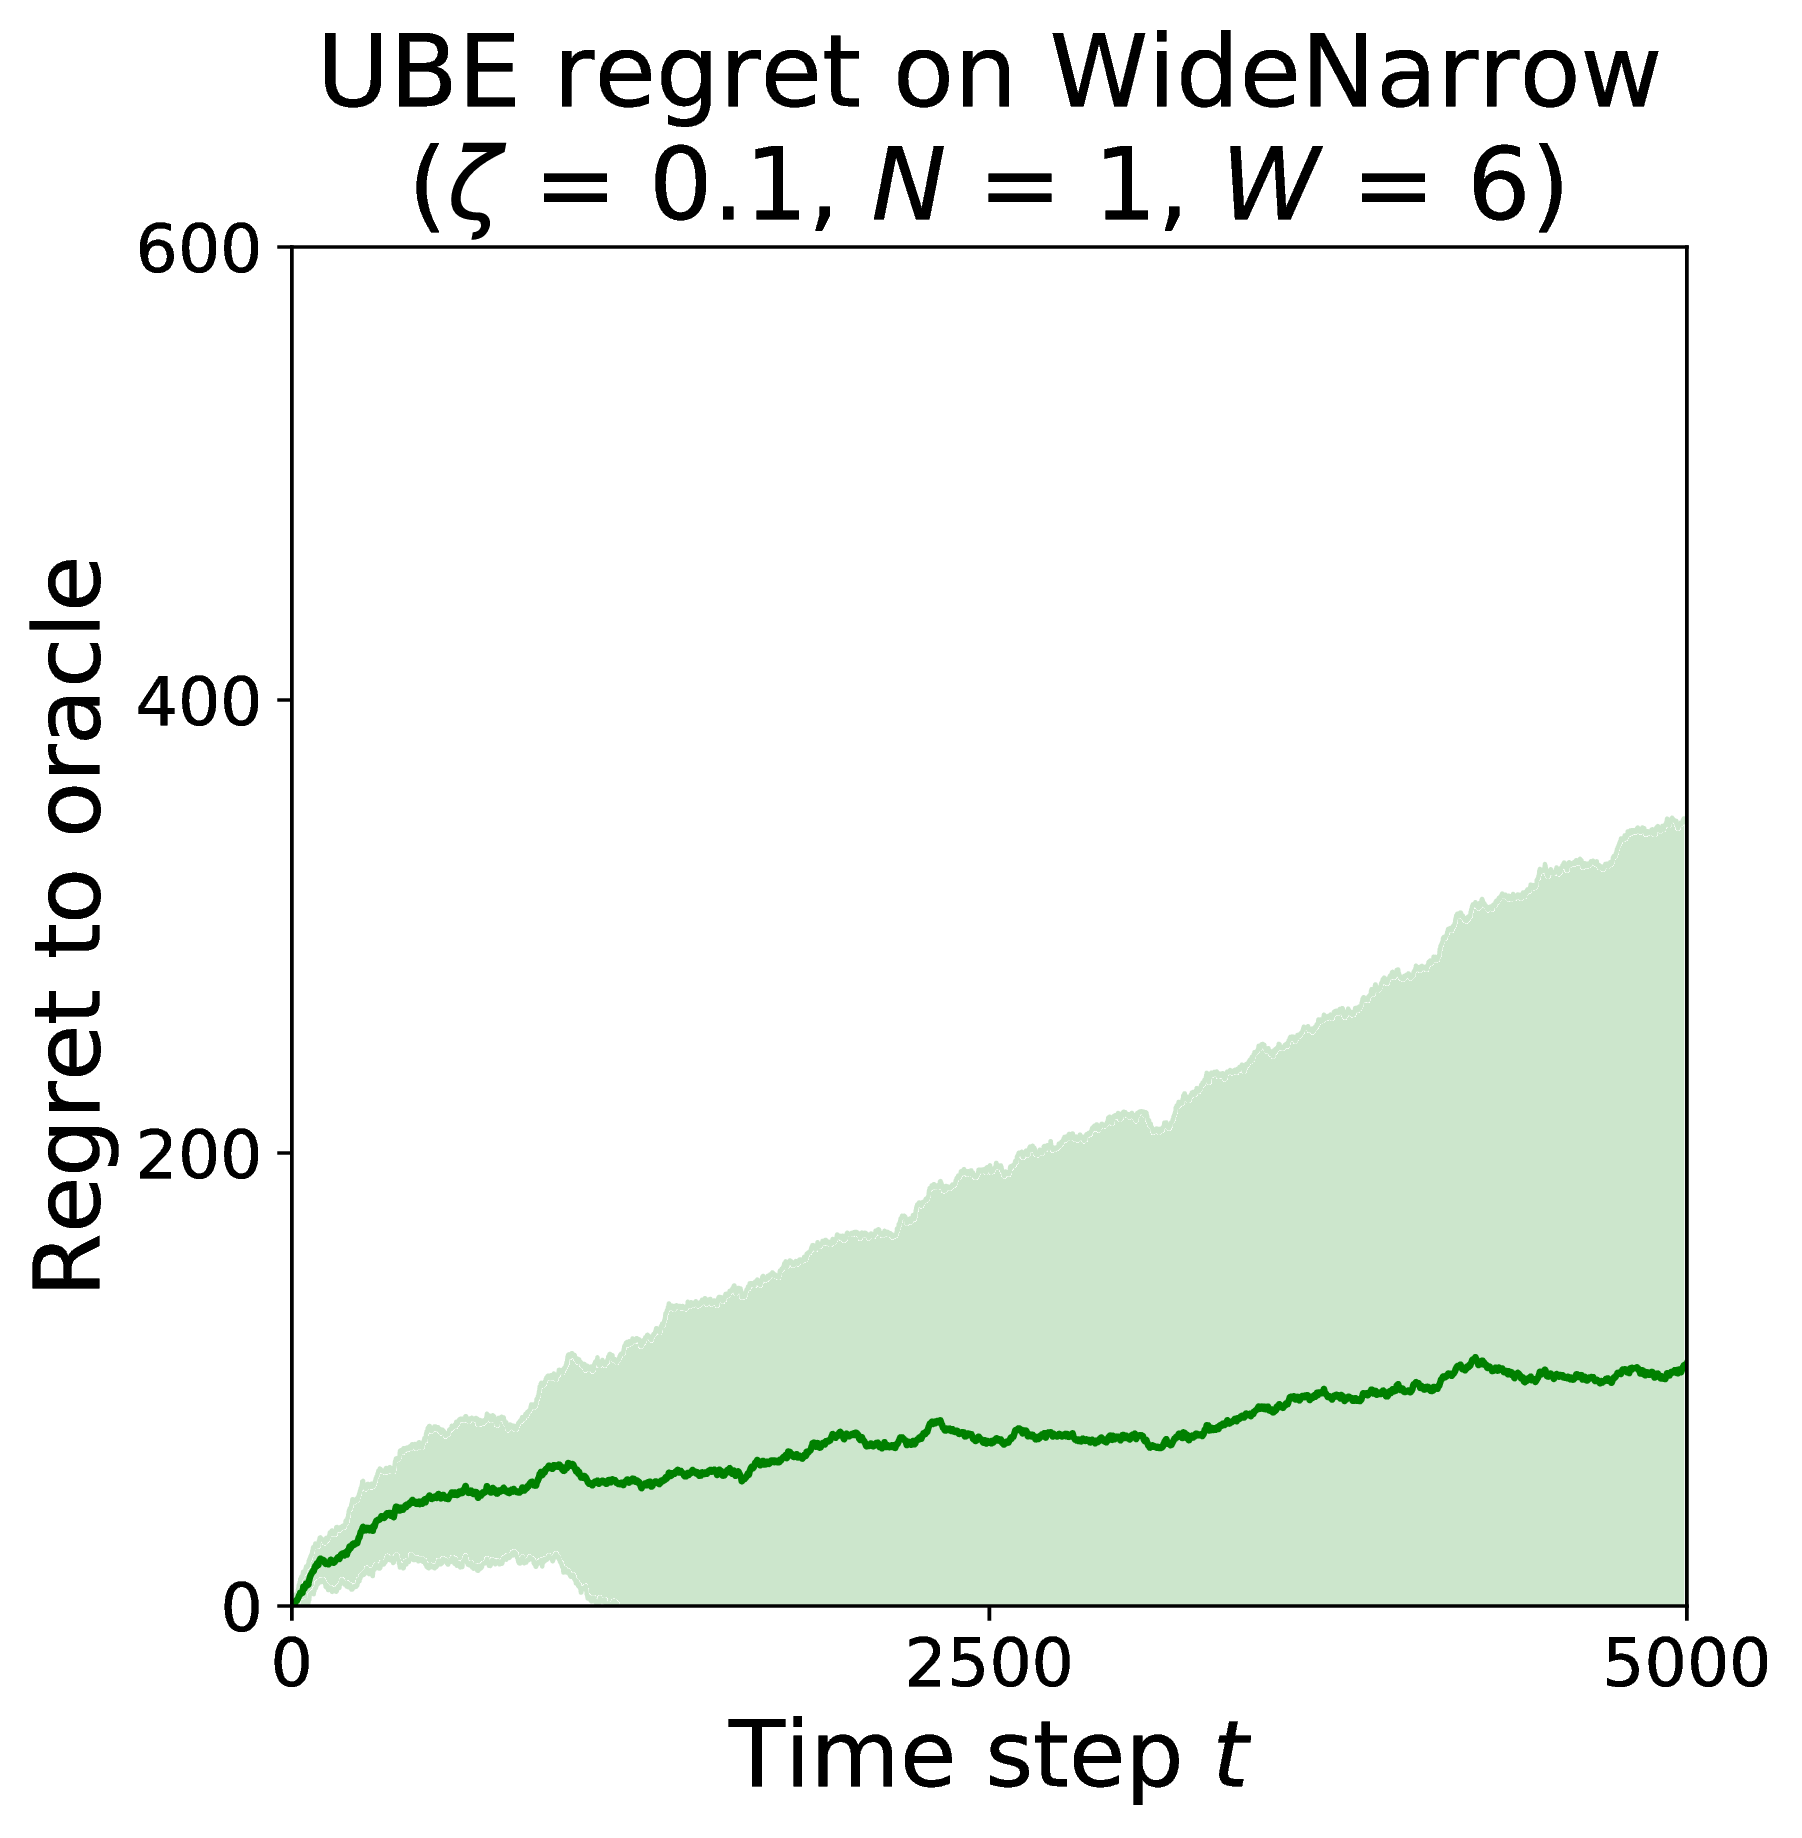 UBE regret on WideNarrow
(ζ = 0.1, N = 1, W = 6)
600
400
200
0
Regret to oracle
0 2500 5000
Time step t